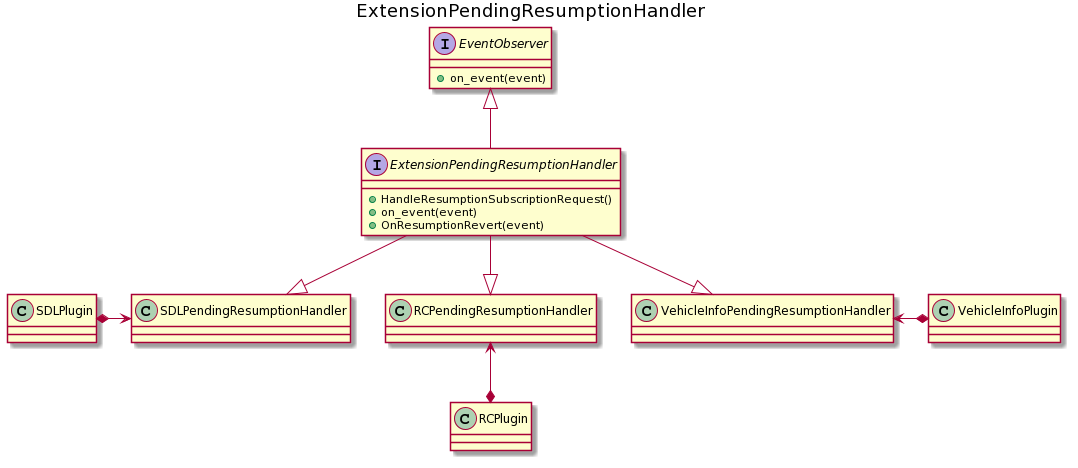 ExtensionPendingResumptionHandler
I EventObserver
on_event(event)
I ExtensionPendingResumptionHandler
HandleResumptionSubscriptionRequest()
on_event(event)
OnResumptionRevert(event)
C SDLPlugin
C SDLPendingResumptionHandler
C RCPendingResumptionHandler
C VehicleInfoPendingResumptionHandler
C VehicleInfoPlugin
C RCPlugin